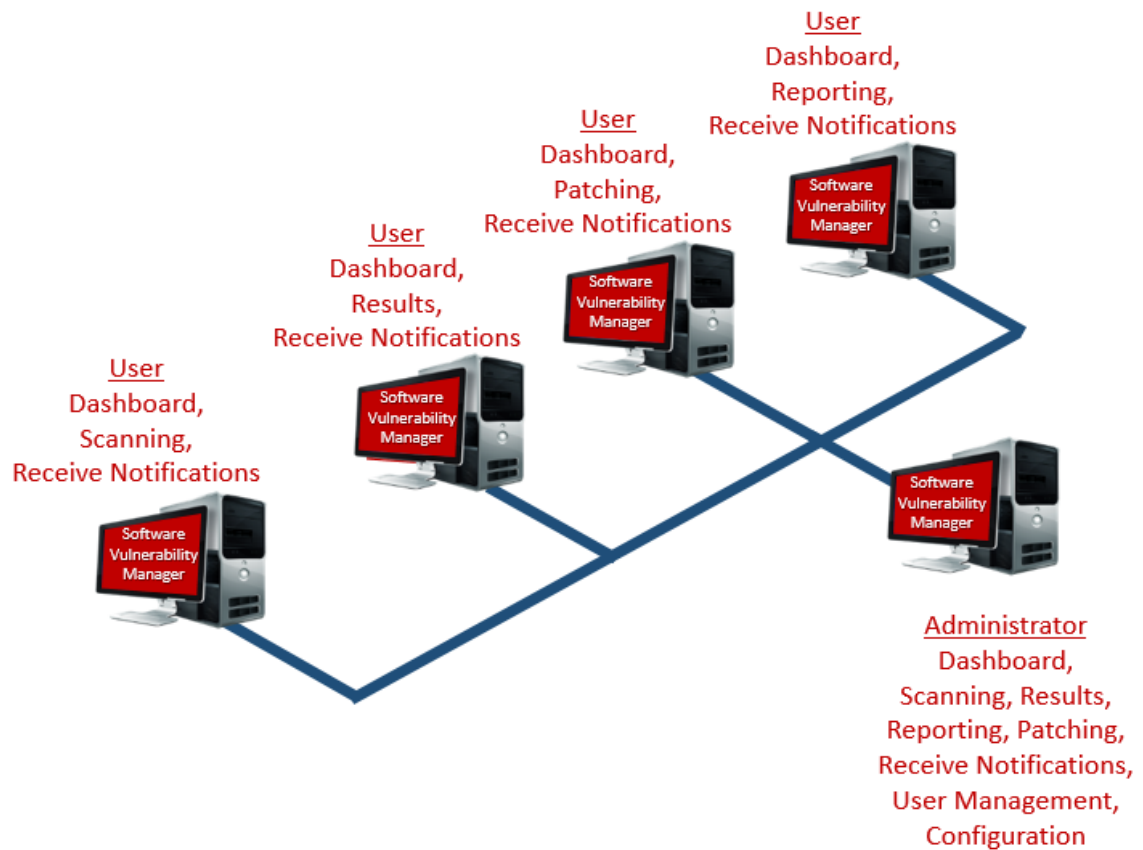 User
Dashboard,
Reporting,
Receive Notifications
Software
Vulnerability
Manager
User
Dashboard,
Patching,
Receive Notifications
Software
Vulnerability
Manager
User
Dashboard,
Results,
Receive Notifications
Software
Vulnerability
Manager
User
Dashboard,
Scanning,
Receive Notifications
Software
Vulnerability
Manager
Software
Vulnerability
Manager
Administrator
Dashboard,
Scanning, Results,
Reporting, Patching,
Receive Notifications,
User Management,
Configuration